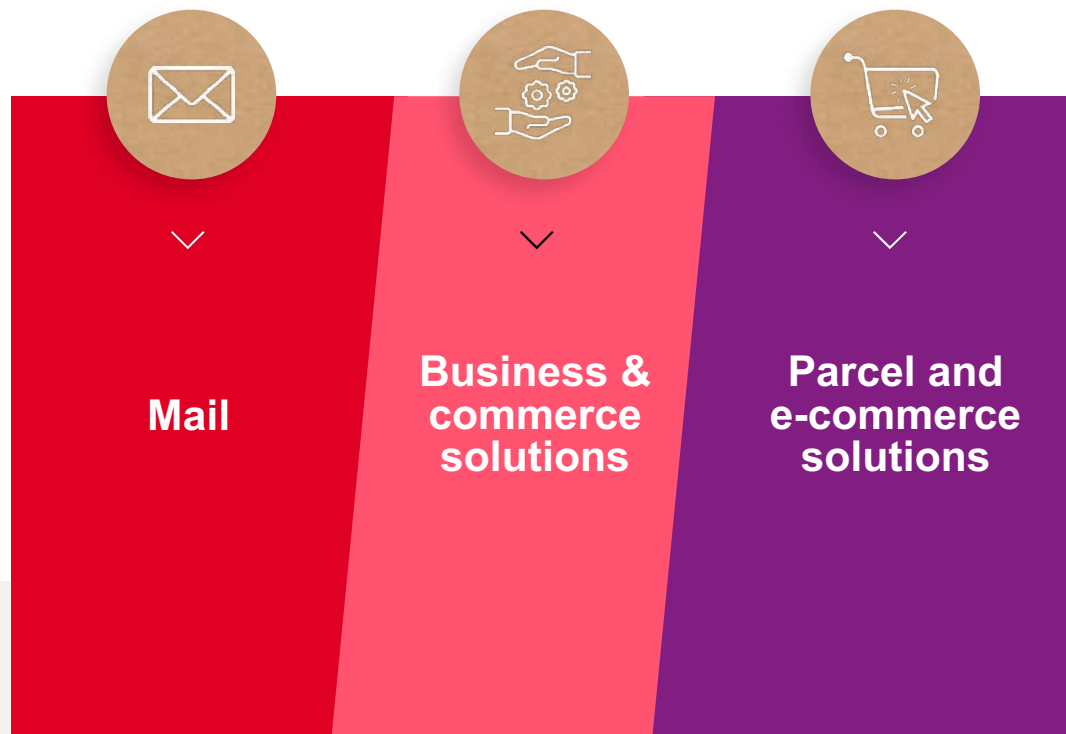 Mail
Business &
commerce
solutions
Parcel and
e-commerce
solutions